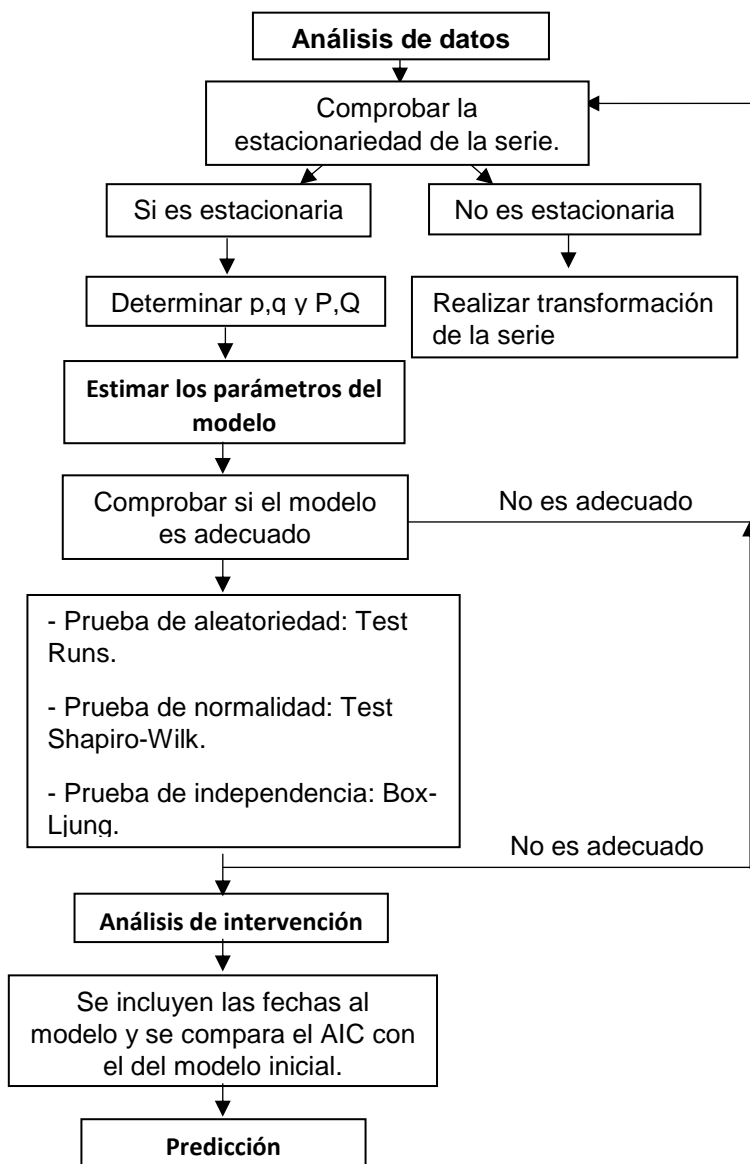 Análisis de datos
Comprobar la
estacionariedad de la serie.
Si es estacionaria
No es estacionaria
Determinar p,q y P,Q
Realizar transformación
de la serie
Estimar los parámetros del
modelo
Comprobar si el modelo
es adecuado
No es adecuado
- Prueba de aleatoriedad: Test
Runs.
- Prueba de normalidad: Test
Shapiro-Wilk.
- Prueba de independencia: Box-
Ljung.
No es adecuado
Análisis de intervención
Se incluyen las fechas al
modelo y se compara el AIC con
el del modelo inicial.
Predicción